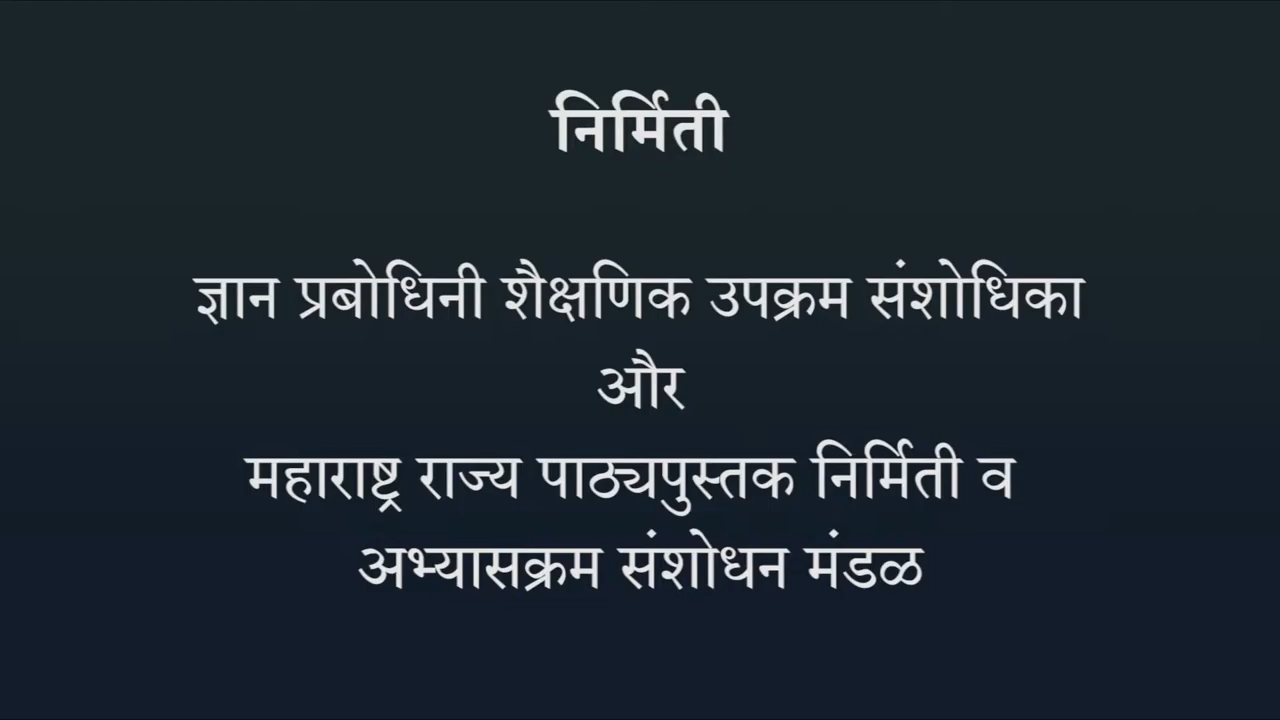 निर्मिती
ज्ञान प्रबोधिनी शैक्षणिक उपक्रम संशोधिका
और
महाराष्ट्र राज्य पाठ्यपुस्तक निर्मिती व
अभ्यासक्रम संशोधन मंडळ